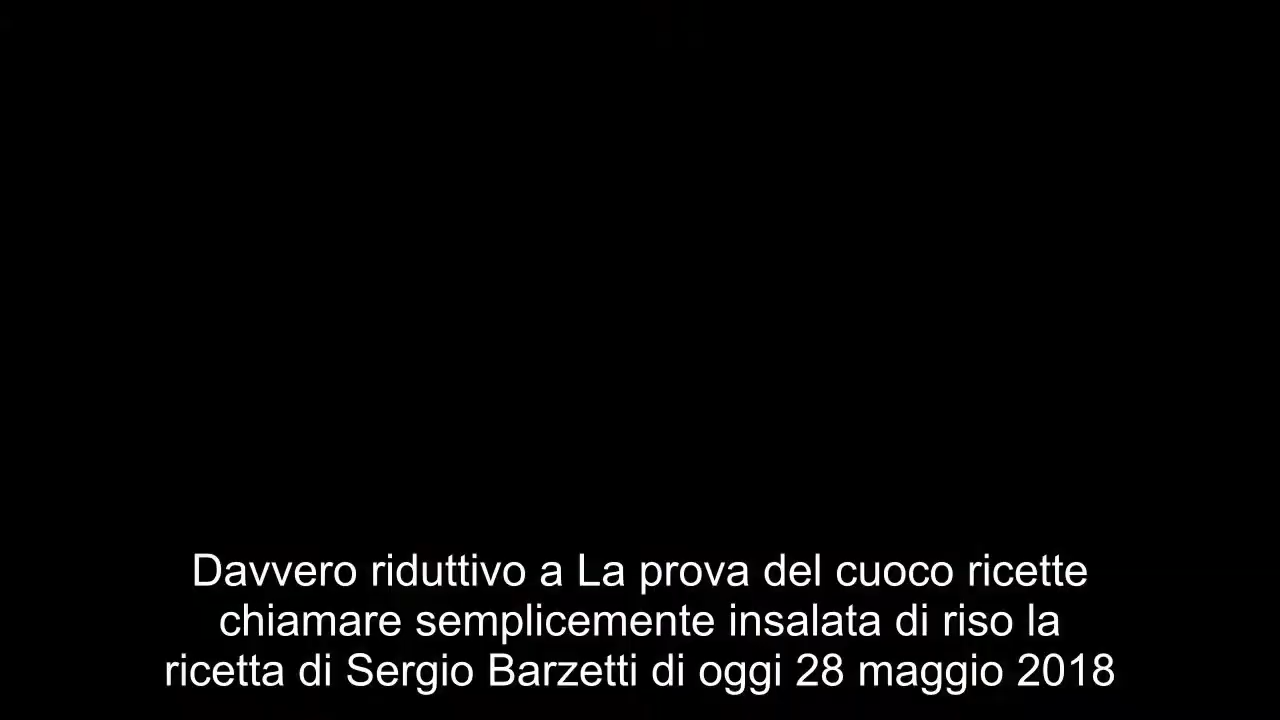 Davvero riduttivo a La prova del cuoco ricette
chiamare semplicemente insalata di riso la
ricetta di Sergio Barzetti di oggi 28 maggio 2018